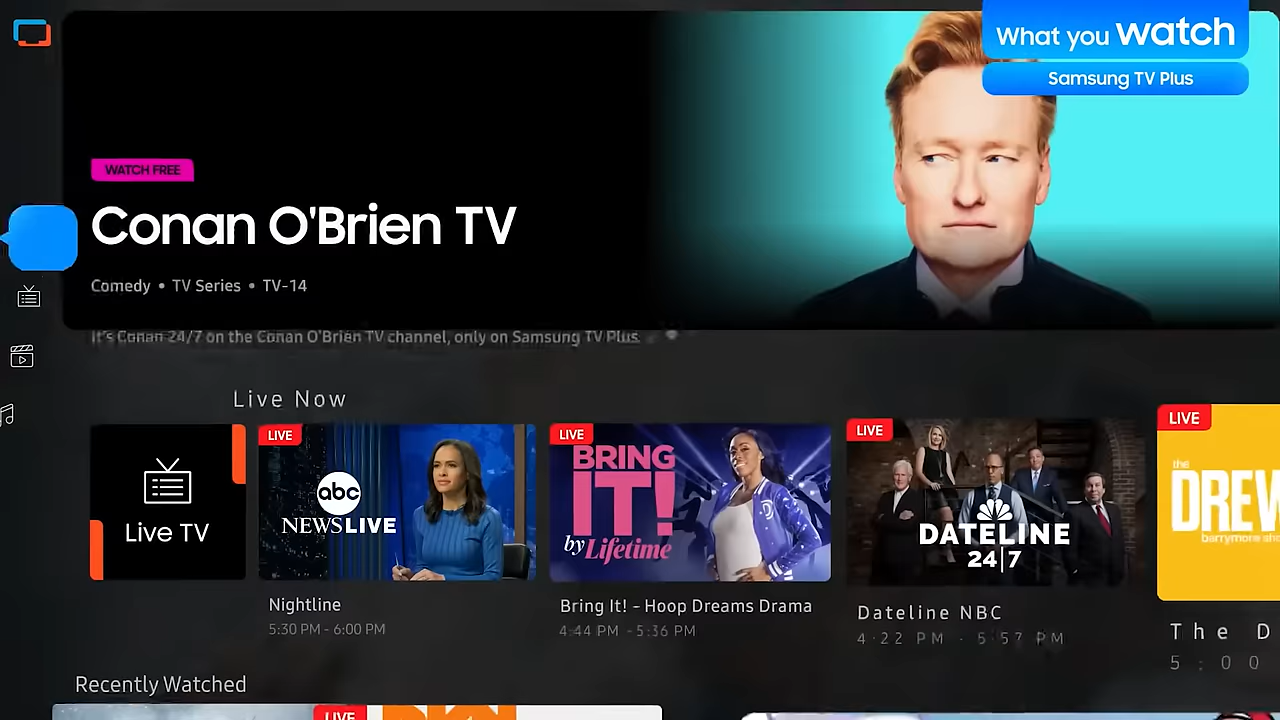 What you watch
Samsung TV Plus
WATCH FREE
Conan O'Brien TV
Comedy • TV Series • TV-14
It's Conan 24/7 on the Conan O'Brien TV channel, only on Samsung TV Plus.
Live Now
Live TV
LIVE
abc
NEWSLIVE
Nightline
5:30 PM - 6:00 PM
LIVE
BRING
IT!
by Lifetime
Bring It! - Hoop Dreams Drama
4:44 PM - 5:36 PM
LIVE
DATELINE
24|7
Dateline NBC
4:22 PM - 5:57 PM
LIVE
the
DREW
barrymore sho
The D
5:00
Recently Watched
LIVE